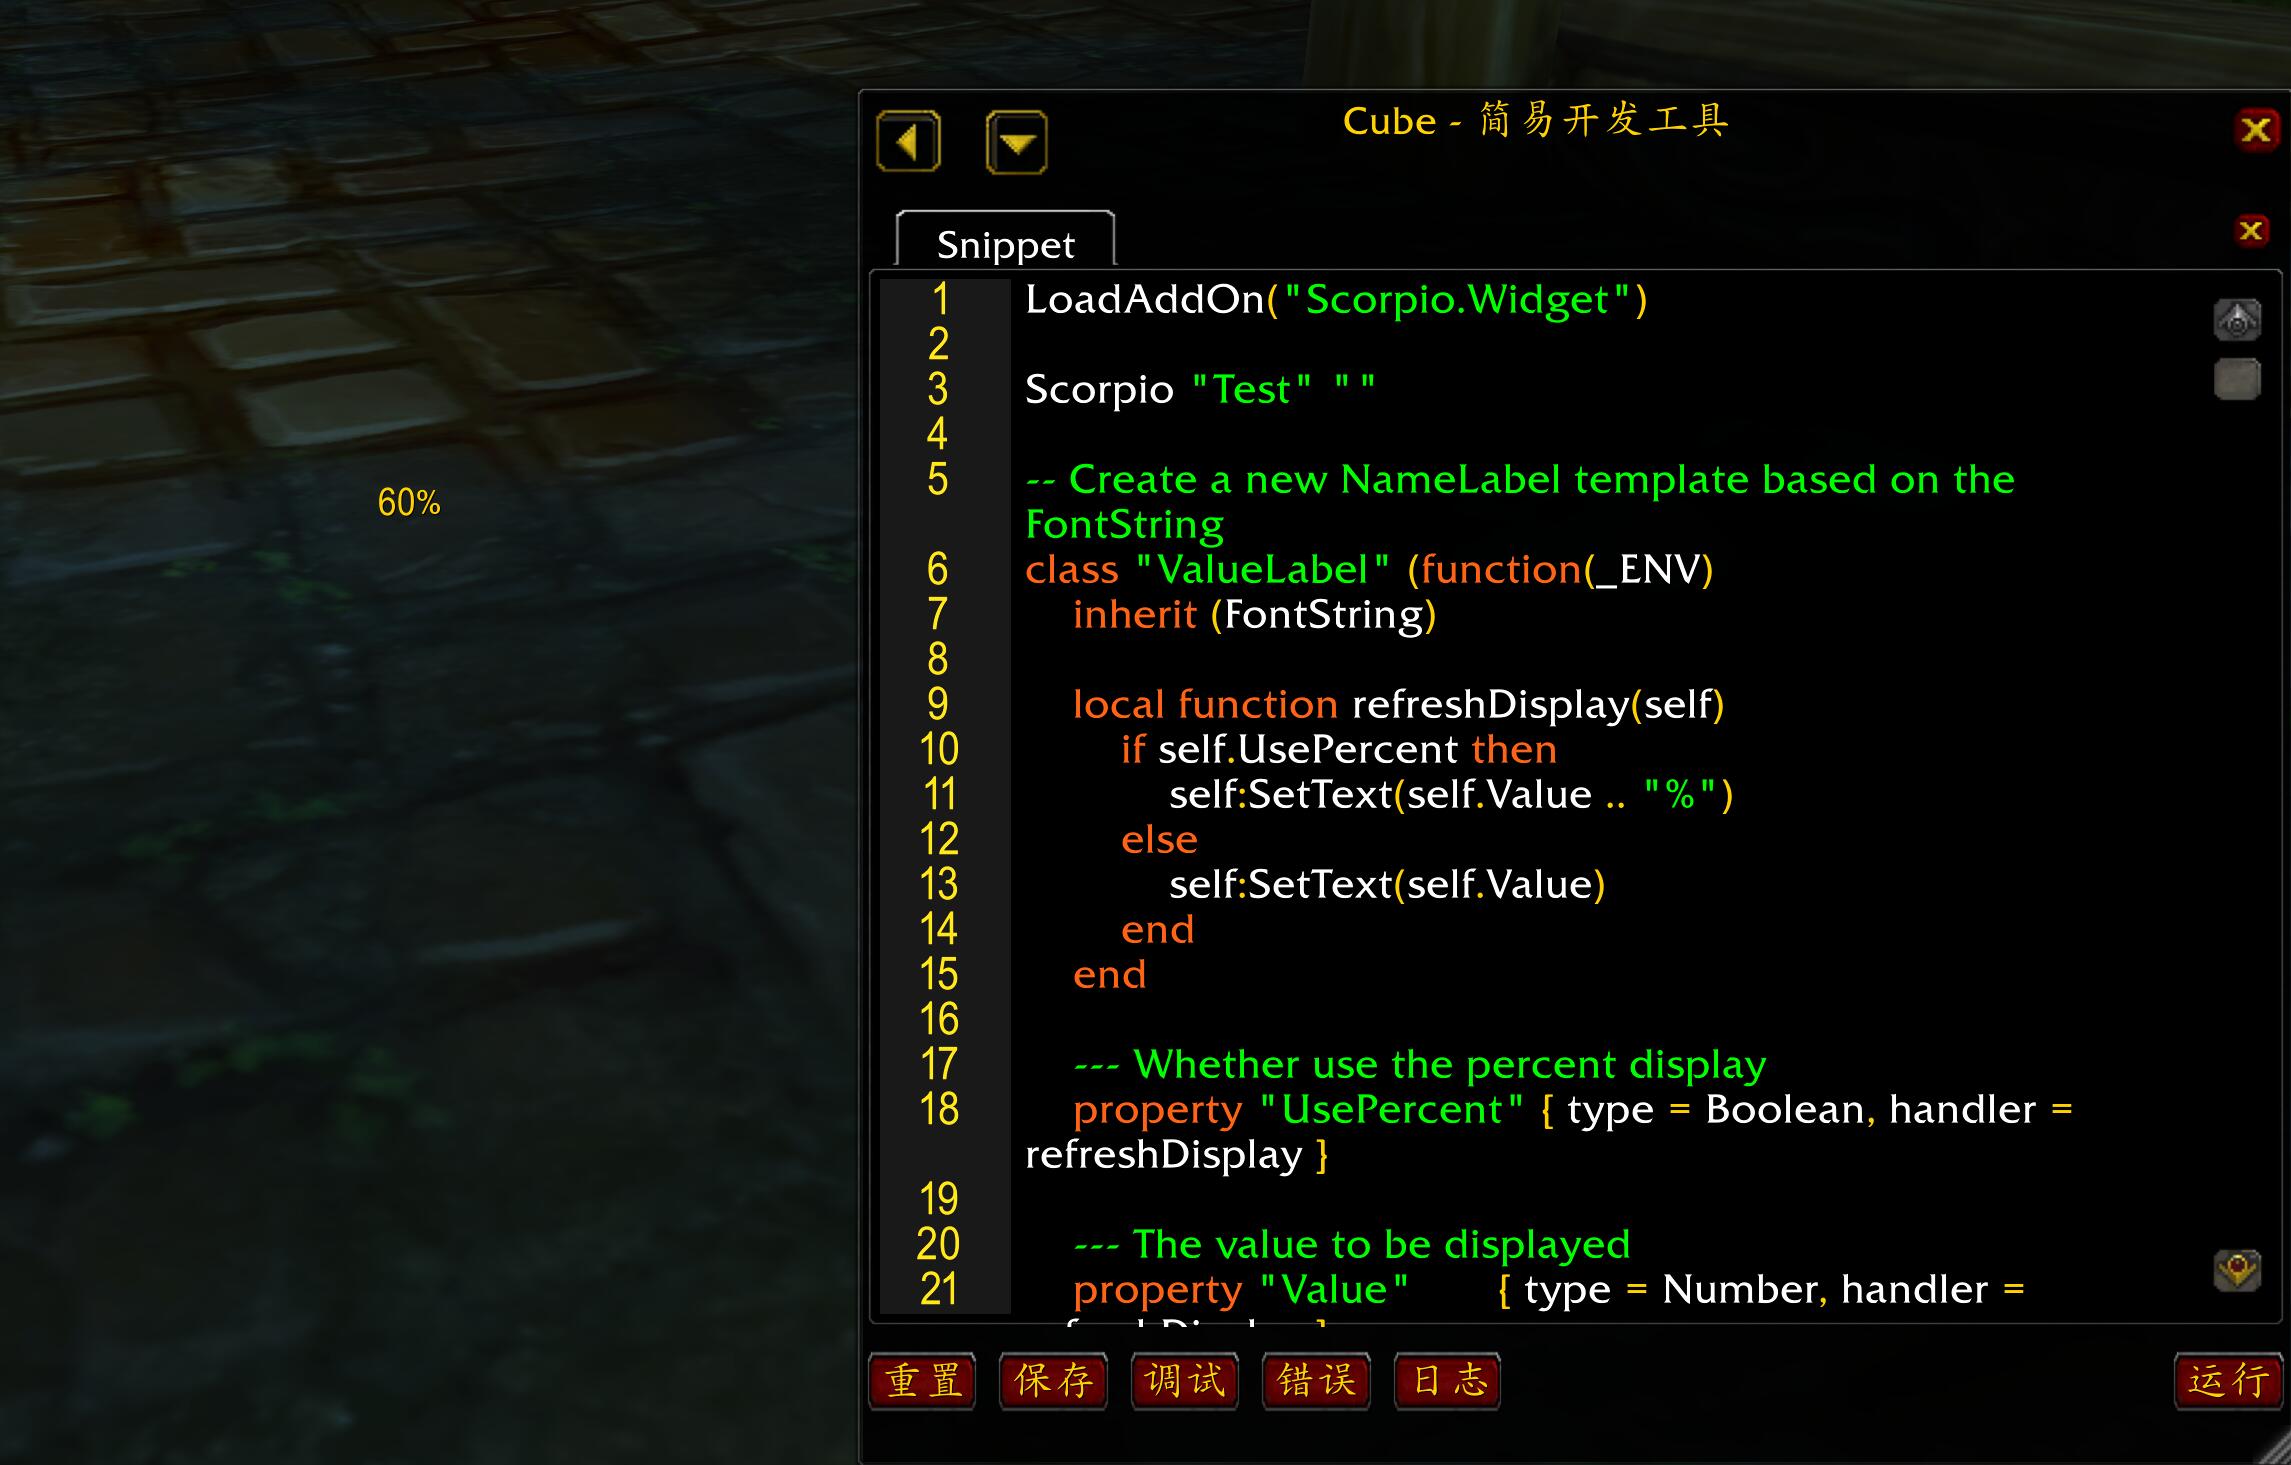 Cube - 简易开发工具
Snippet
60%
1 LoadAddOn("Scorpio.Widget")
2
3 Scorpio "Test" ""
4
5 -- Create a new NameLabel template based on the
FontString
6 class "ValueLabel" (function(_ENV)
7 inherit (FontString)
8
9 local function refreshDisplay(self)
10 if self.UsePercent then
11 self:SetText(self.Value .. "%")
12 else
13 self:SetText(self.Value)
14 end
15 end
16
17 --- Whether use the percent display
18 property "UsePercent" { type = Boolean, handler =
refreshDisplay }
19
20 --- The value to be displayed
21 property "Value" { type = Number, handler =
重置 保存 调试 错误 日志 运行